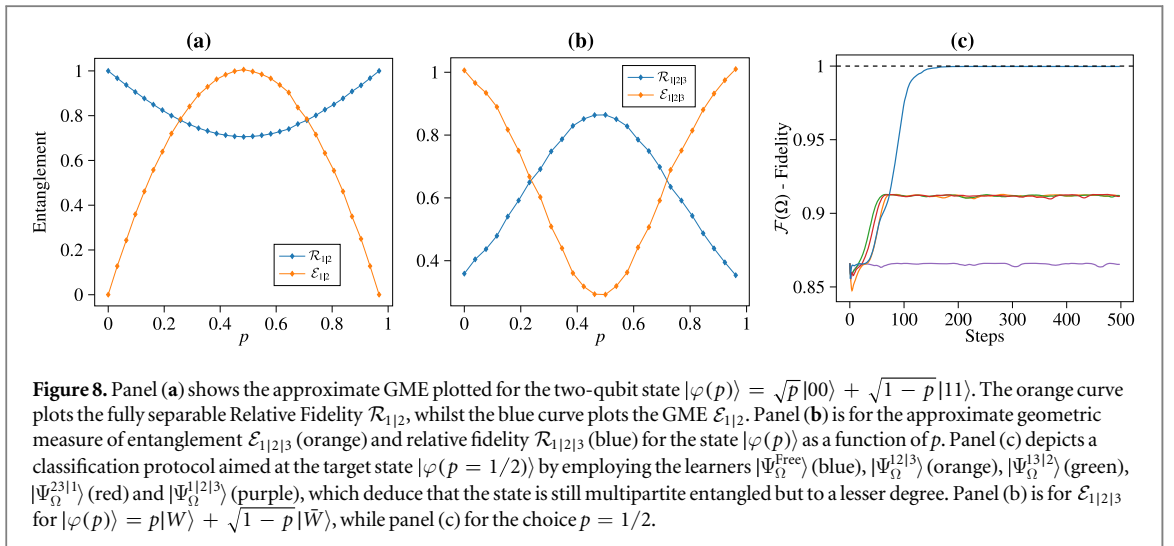 (a)
(b)
(c)
Entanglement
1
0.8
0.6
0.4
0.2
0
0
0.2
0.4
0.6
0.8
1
p
ℛ₁|₂
ℰ₁|₂
1
0.8
0.6
0.4
0
0.2
0.4
0.6
0.8
1
p
ℛ₁|₂|₃
ℰ₁|₂|₃
ℱ(Ω) - Fidelity
1
0.95
0.9
0.85
0
100
200
300
400
500
Steps
Figure 8. Panel (a) shows the approximate GME plotted for the two-qubit state |φ(p)⟩ = √p |00⟩ + √1 − p |11⟩. The orange curve
plots the fully separable Relative Fidelity ℛ₁|₂, whilst the blue curve plots the GME ℰ₁|₂. Panel (b) is for the approximate geometric
measure of entanglement ℰ₁|₂|₃ (orange) and relative fidelity ℛ₁|₂|₃ (blue) for the state |φ(p)⟩ as a function of p. Panel (c) depicts a
classification protocol aimed at the target state |φ(p = 1/2)⟩ by employing the learners |Ψ_Ω^Free⟩ (blue), |Ψ_Ω^12|3⟩ (orange), |Ψ_Ω^13|2⟩ (green),
|Ψ_Ω^23|1⟩ (red) and |Ψ_Ω^1|2|3⟩ (purple), which deduce that the state is still multipartite entangled but to a lesser degree. Panel (b) is for ℰ₁|₂|₃
for |φ(p)⟩ = p|W⟩ + √1 − p |W̄⟩, while panel (c) for the choice p = 1/2.